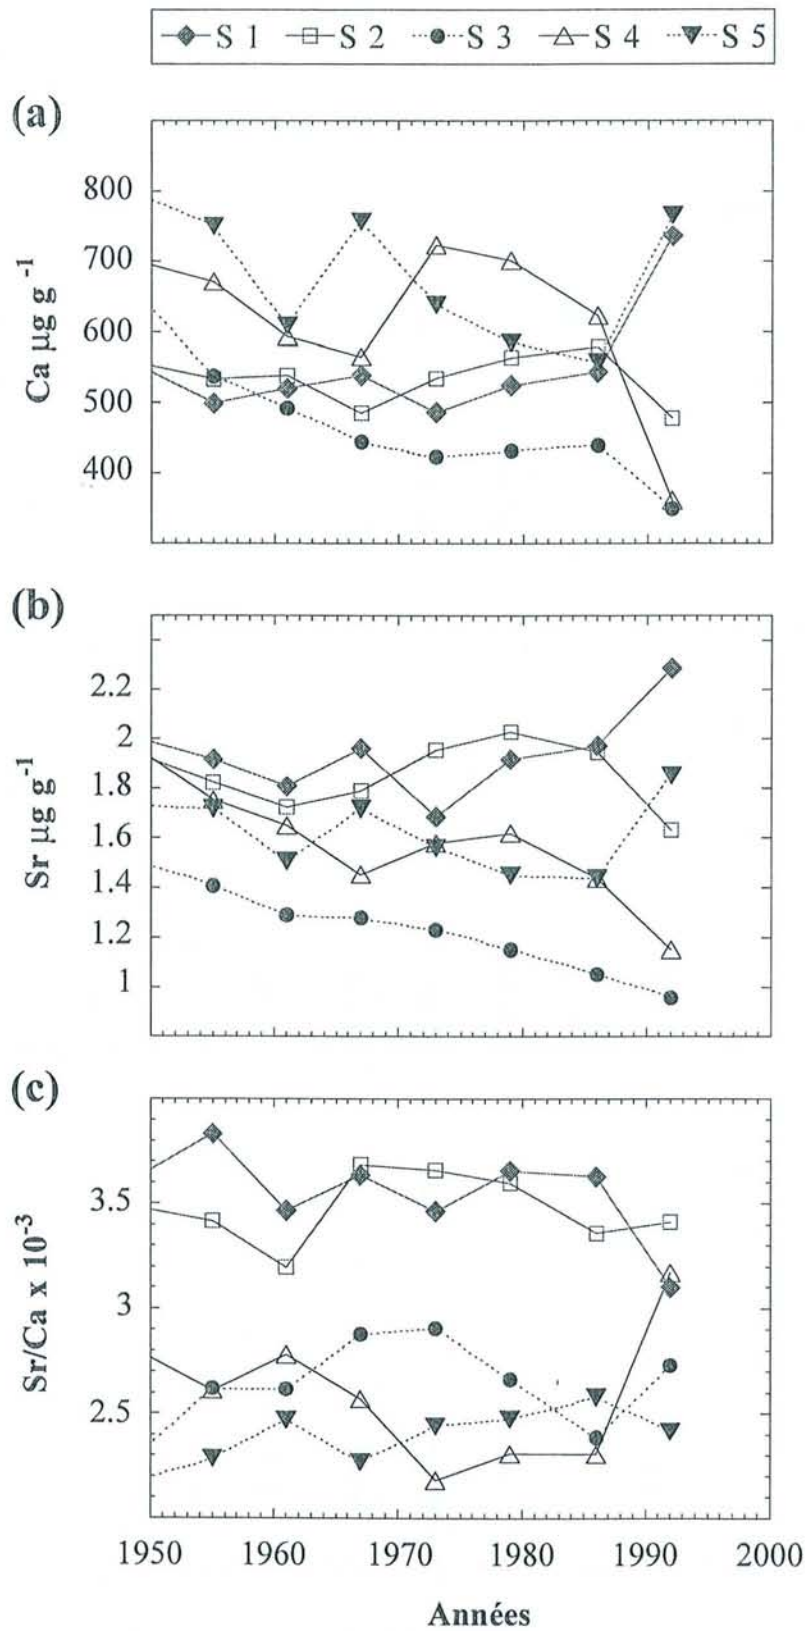 S 1 S 2 S 3 S 4 S 5
(a)
800
700
600
500
400
Ca µg g⁻¹
(b)
2.2
2
1.8
1.6
1.4
1.2
1
Sr µg g⁻¹
(c)
3.5
3
2.5
Sr/Ca x 10⁻³
1950 1960 1970 1980 1990 2000
Années